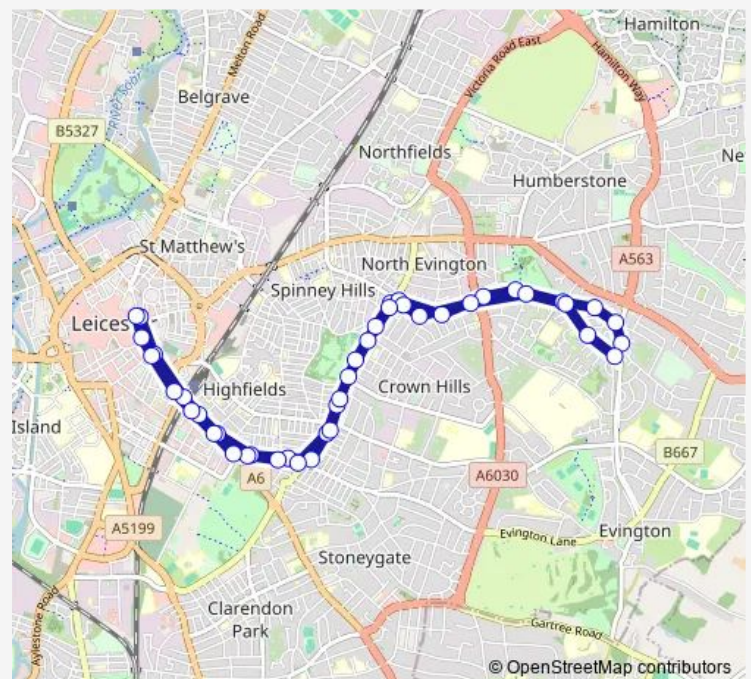 Hamilton
Melton Road
Victoria Road East
Hamilton Way
River Soar
Belgrave
B5327
Northfields
Ne
Humberstone
St Matthew's
North Evington
A563
Spinney Hills
Leices
Highfields
Crown Hills
Island
B667
A6
A6030
A5199
Evington Lane
Evington
Stoneygate
Clarendon
Park
Aylestone Road
Gartree Road
© OpenStreetMap contributors